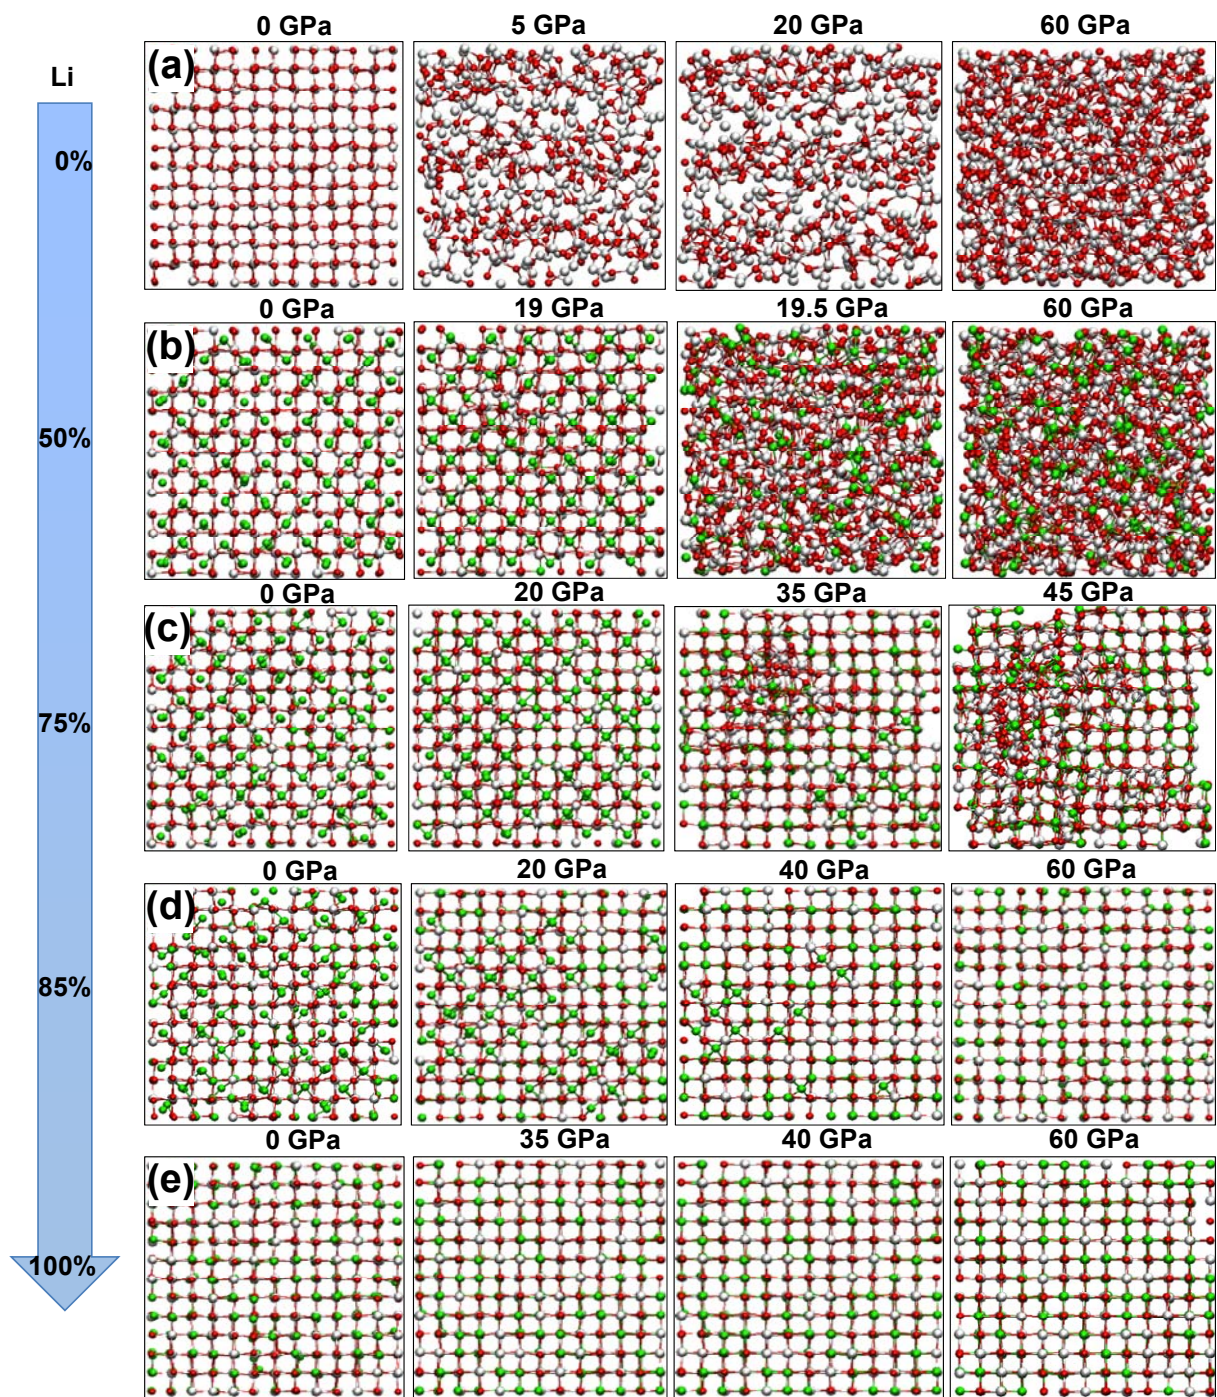 0 GPa 5 GPa 20 GPa 60 GPa
Li
(a)
0%
0 GPa 19 GPa 19.5 GPa 60 GPa
(b)
50%
0 GPa 20 GPa 35 GPa 45 GPa
(c)
75%
0 GPa 20 GPa 40 GPa 60 GPa
(d)
85%
0 GPa 35 GPa 40 GPa 60 GPa
(e)
100%